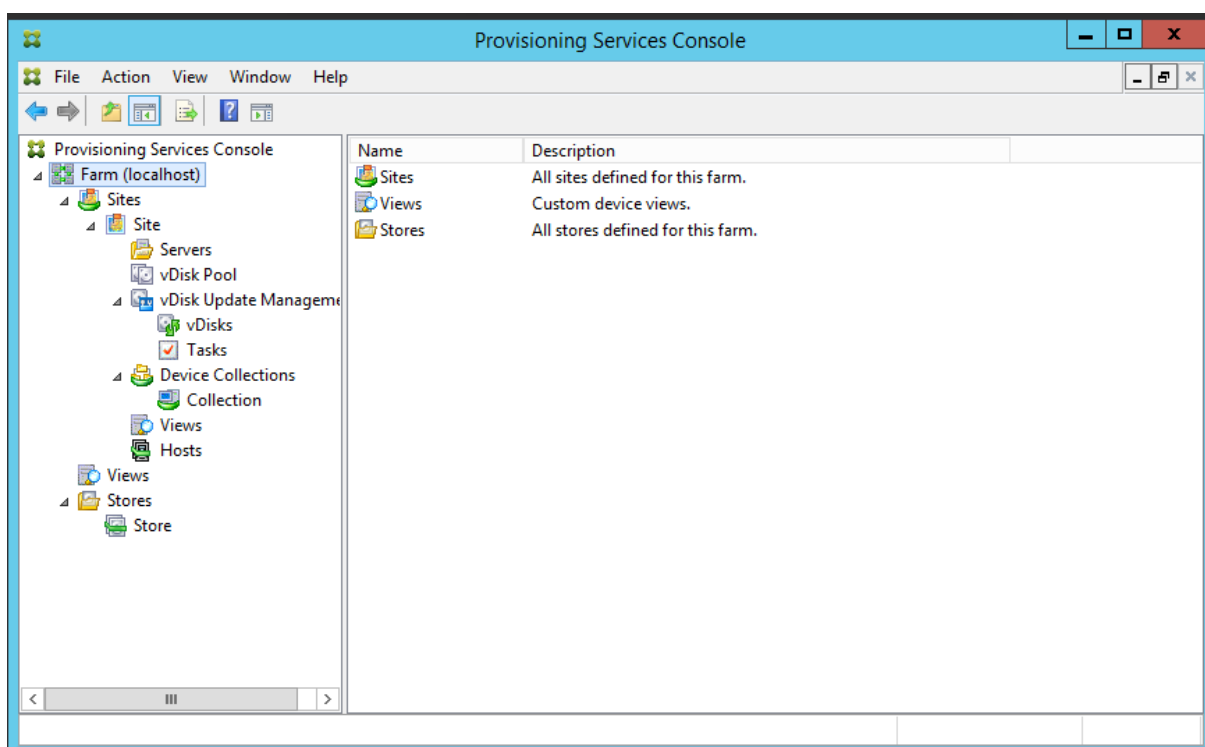 Provisioning Services Console
File Action View Window Help
Provisioning Services Console
Farm (localhost)
Sites
Site
Servers
vDisk Pool
vDisk Update Manageme
vDisks
Tasks
Device Collections
Collection
Views
Hosts
Views
Stores
Store
Name Description
Sites All sites defined for this farm.
Views Custom device views.
Stores All stores defined for this farm.